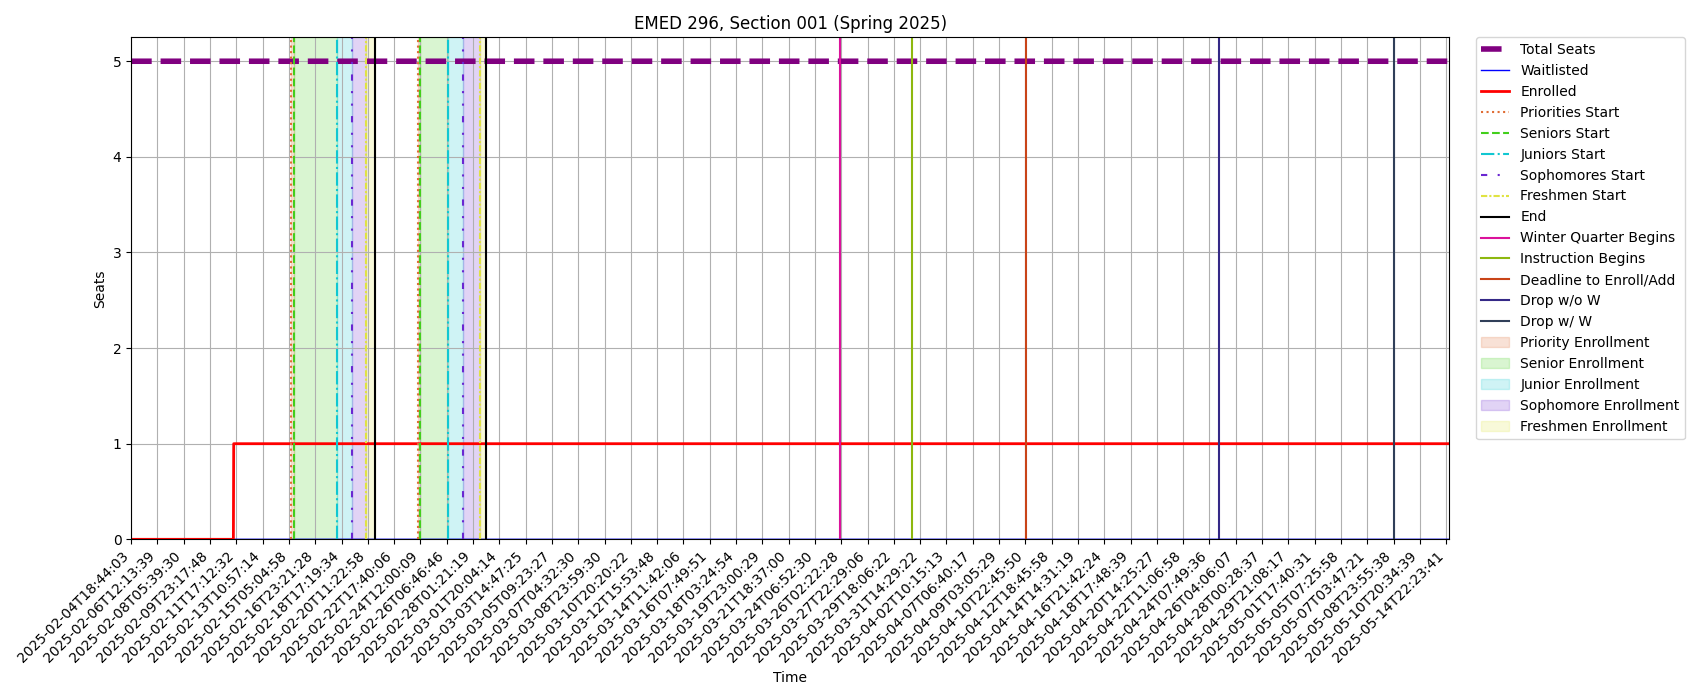 EMED 296, Section 001 (Spring 2025)
Seats
5
4
3
2
1
0
2025-02-04T18:44:03
2025-02-06T12:13:39
2025-02-08T05:39:30
2025-02-09T23:17:48
2025-02-11T17:12:32
2025-02-13T10:57:14
2025-02-15T05:04:58
2025-02-16T23:21:28
2025-02-18T17:19:34
2025-02-20T11:22:58
2025-02-22T17:40:06
2025-02-24T12:00:09
2025-02-26T06:46:46
2025-02-28T01:21:19
2025-03-01T20:04:14
2025-03-03T14:47:25
2025-03-05T09:23:27
2025-03-07T04:32:30
2025-03-08T23:59:30
2025-03-10T20:20:22
2025-03-12T15:53:48
2025-03-14T11:42:06
2025-03-16T07:49:51
2025-03-18T03:24:54
2025-03-19T23:00:29
2025-03-21T18:37:00
2025-03-24T06:52:30
2025-03-26T02:22:28
2025-03-27T22:29:06
2025-03-29T18:06:22
2025-03-31T14:29:22
2025-04-02T10:15:13
2025-04-07T06:40:17
2025-04-09T03:05:29
2025-04-10T22:45:50
2025-04-12T18:45:58
2025-04-14T14:31:19
2025-04-16T21:42:24
2025-04-18T17:48:39
2025-04-20T14:25:27
2025-04-22T11:06:58
2025-04-24T07:49:36
2025-04-26T04:06:07
2025-04-28T00:28:37
2025-04-29T21:08:17
2025-05-01T17:40:31
2025-05-05T07:25:58
2025-05-07T03:47:21
2025-05-08T23:55:38
2025-05-10T20:34:39
2025-05-14T22:23:41
Time
Total Seats
Waitlisted
Enrolled
Priorities Start
Seniors Start
Juniors Start
Sophomores Start
Freshmen Start
End
Winter Quarter Begins
Instruction Begins
Deadline to Enroll/Add
Drop w/o W
Drop w/ W
Priority Enrollment
Senior Enrollment
Junior Enrollment
Sophomore Enrollment
Freshmen Enrollment